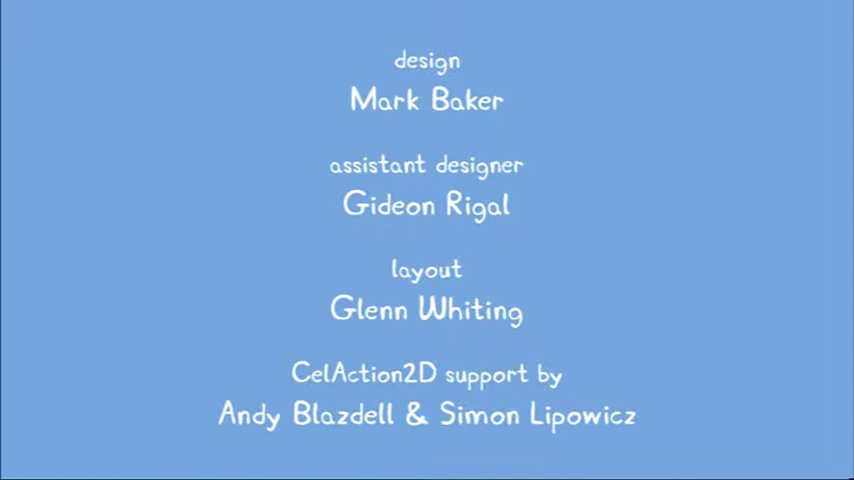 design
Mark Baker
assistant designer
Gideon Rigal
layout
Glenn Whiting
CelAction2D support by
Andy Blazdell & Simon Lipowicz